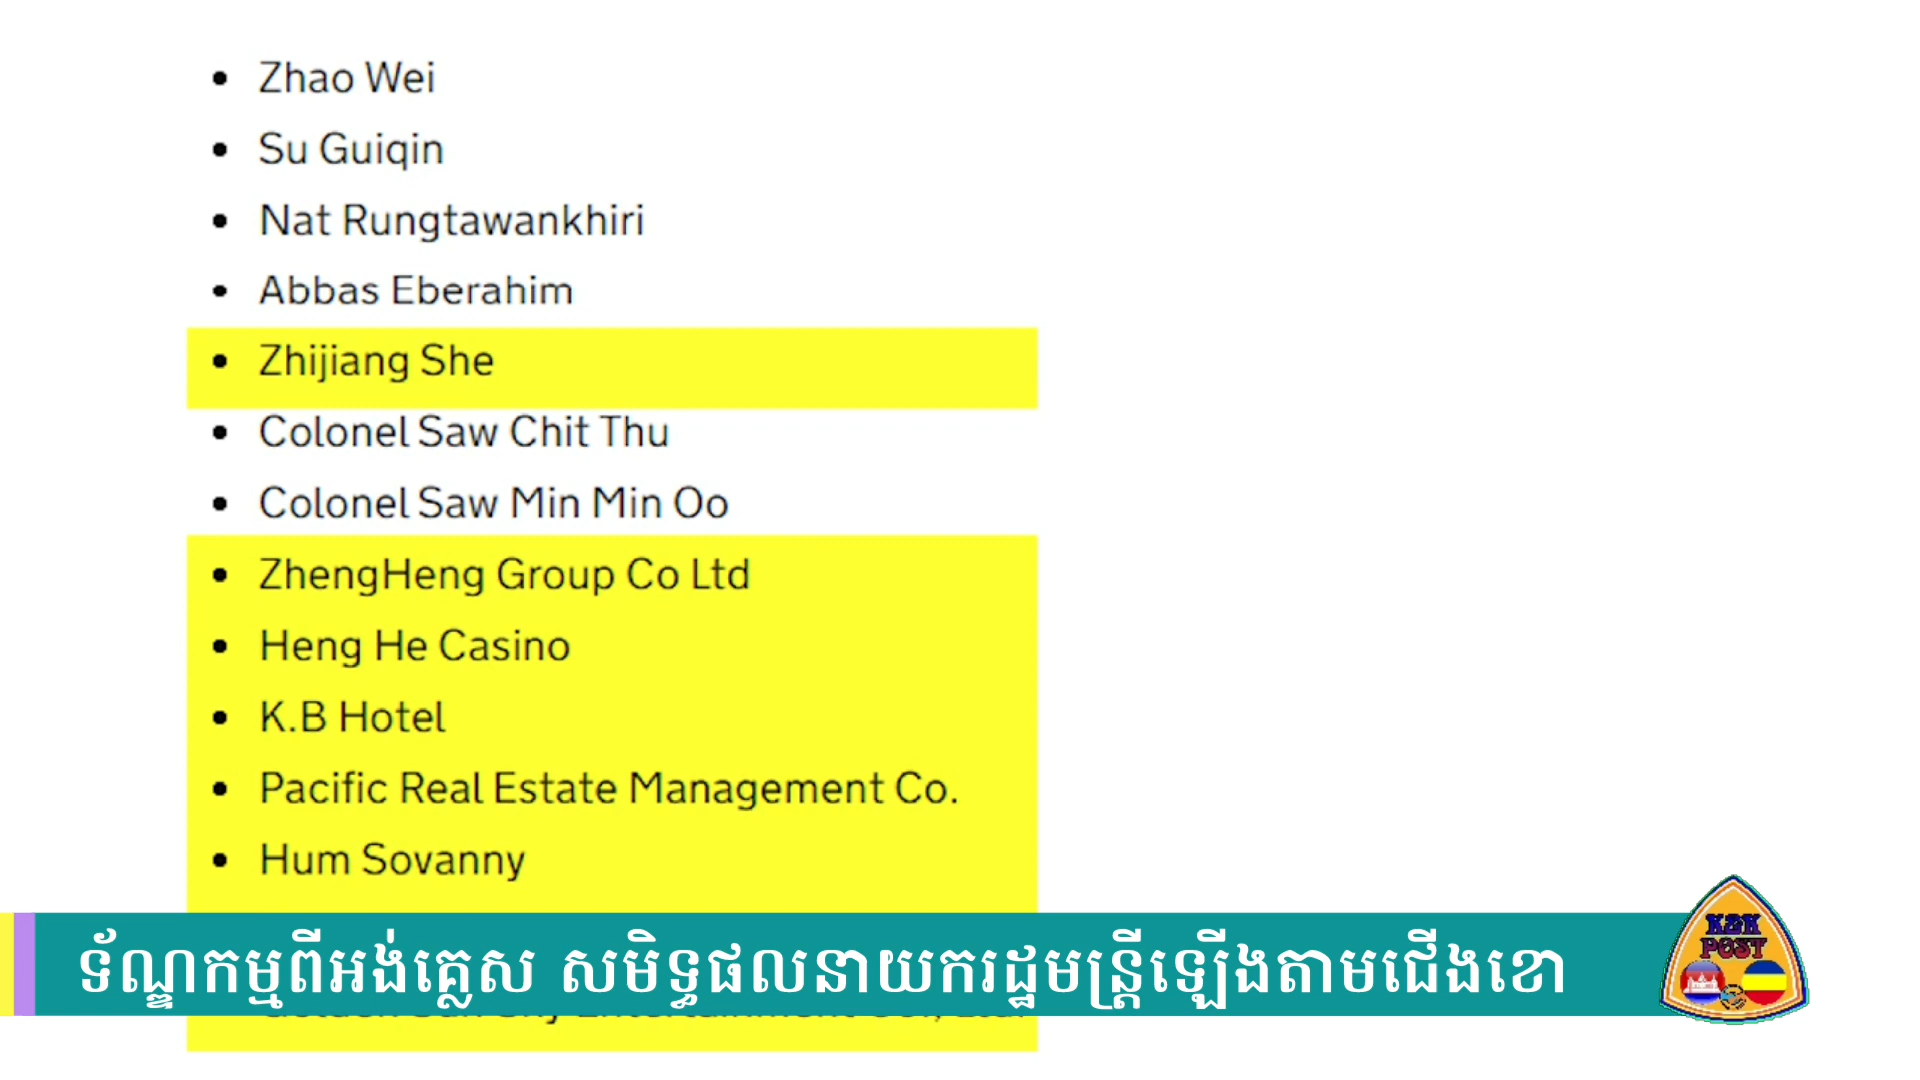 Zhao Wei
Su Guiqin
Nat Rungtawankhiri
Abbas Eberahim
Zhijiang She
Colonel Saw Chit Thu
Colonel Saw Min Min Oo
ZhengHeng Group Co Ltd
Heng He Casino
K.B Hotel
Pacific Real Estate Management Co.
Hum Sovanny
ទ័ណ្ឌកម្មពីអង់គ្លេស សមិទ្ធផលនាយករដ្ឋមន្ត្រីឡើងតាមជើងខោ
K&K
POST